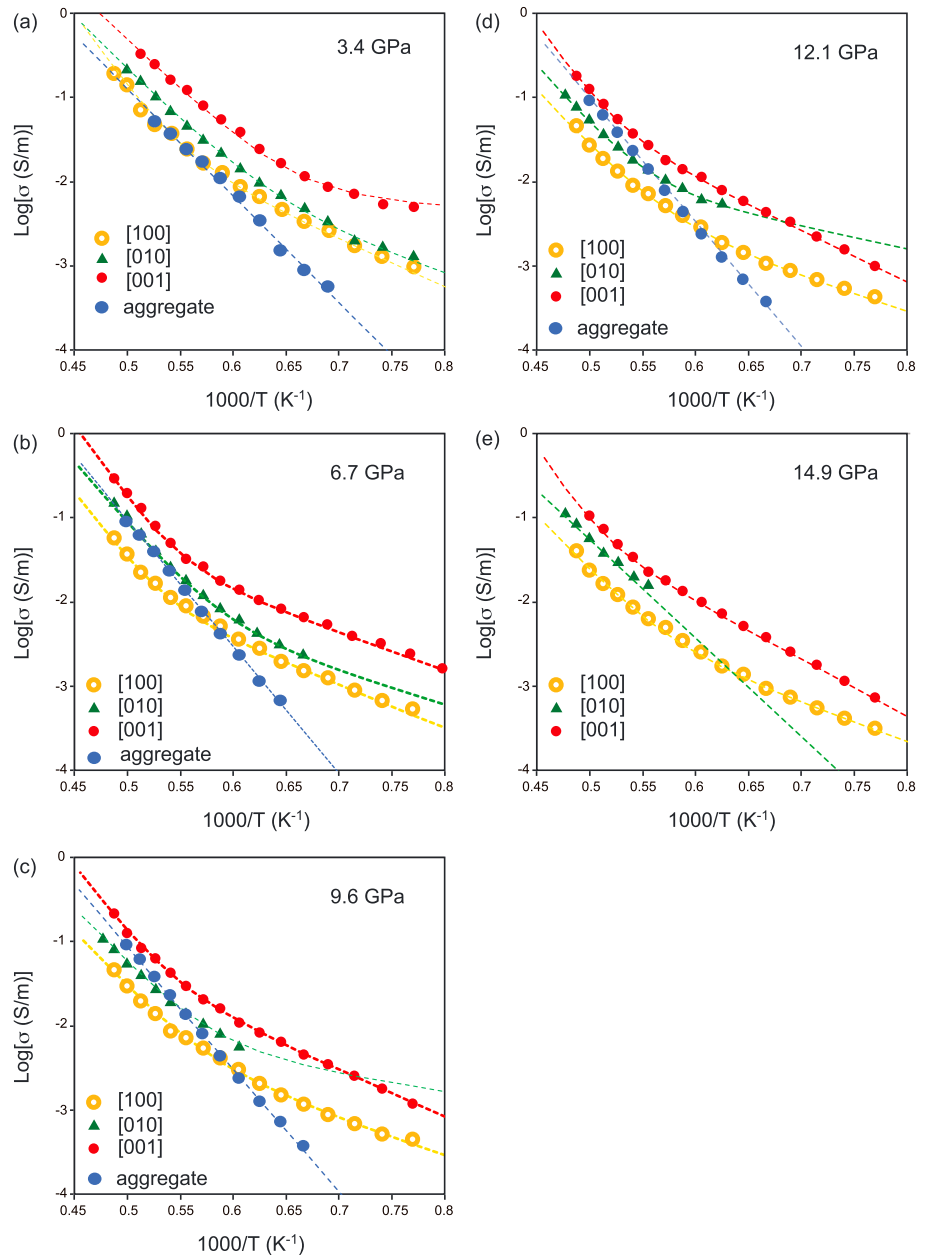 (a)
3.4 GPa
0
-1
-2
-3
-4
Log[σ (S/m)]
[100]
[010]
[001]
aggregate
0.45 0.5 0.55 0.6 0.65 0.7 0.75 0.8
1000/T (K⁻¹)
(d)
12.1 GPa
0
-1
-2
-3
-4
Log[σ (S/m)]
[100]
[010]
[001]
aggregate
0.45 0.5 0.55 0.6 0.65 0.7 0.75 0.8
1000/T (K⁻¹)
(b)
6.7 GPa
0
-1
-2
-3
-4
Log[σ (S/m)]
[100]
[010]
[001]
aggregate
0.45 0.5 0.55 0.6 0.65 0.7 0.75 0.8
1000/T (K⁻¹)
(e)
14.9 GPa
0
-1
-2
-3
-4
Log[σ (S/m)]
[100]
[010]
[001]
0.45 0.5 0.55 0.6 0.65 0.7 0.75 0.8
1000/T (K⁻¹)
(c)
9.6 GPa
0
-1
-2
-3
-4
Log[σ (S/m)]
[100]
[010]
[001]
aggregate
0.45 0.5 0.55 0.6 0.65 0.7 0.75 0.8
1000/T (K⁻¹)